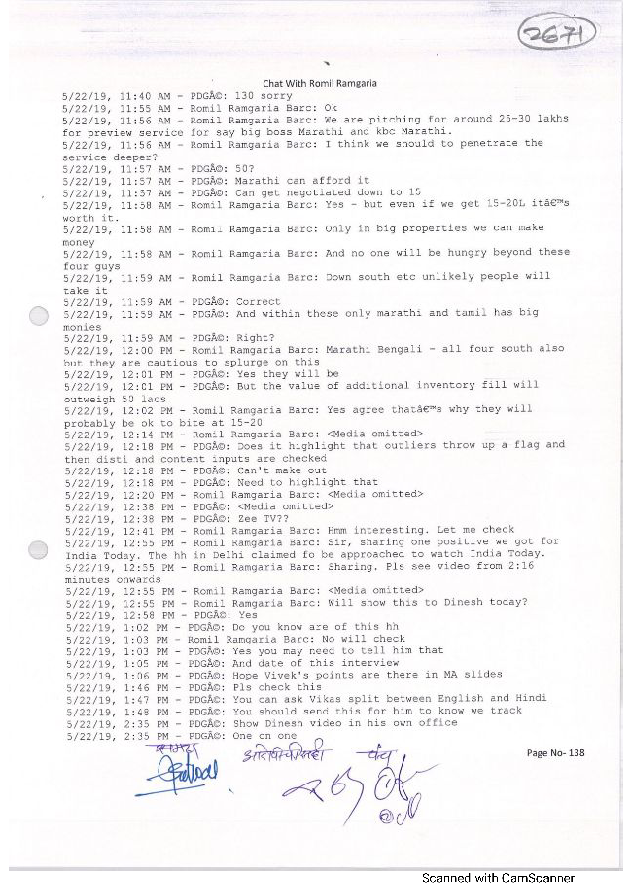 2671
Chat With Romil Ramgaria
5/22/19, 11:40 AM - PDGÂ©: 130 sorry
5/22/19, 11:55 AM - Romil Ramgaria Barc: Ok
5/22/19, 11:56 AM - Romil Ramgaria Barc: We are pitching for around 25-30 lakhs
for preview service for say big boss Marathi and kbc Marathi.
5/22/19, 11:56 AM - Romil Ramgaria Barc: I think we should to penetrate the
service deeper?
5/22/19, 11:57 AM - PDGÂ©: 50?
5/22/19, 11:57 AM - PDGÂ©: Marathi can afford it
5/22/19, 11:57 AM - PDGÂ©: Can get negotiated down to 15
5/22/19, 11:58 AM - Romil Ramgaria Barc: Yes - but even if we get 15-20L itâ€™s
worth it.
5/22/19, 11:58 AM - Romil Ramgaria Barc: Only in big properties we can make
money
5/22/19, 11:58 AM - Romil Ramgaria Barc: And no one will be hungry beyond these
four guys
5/22/19, 11:59 AM - Romil Ramgaria Barc: Down south etc unlikely people will
take it
5/22/19, 11:59 AM - PDGÂ©: Correct
5/22/19, 11:59 AM - PDGÂ©: And within these only marathi and tamil has big
monies
5/22/19, 11:59 AM - PDGÂ©: Right?
5/22/19, 12:00 PM - Romil Ramgaria Barc: Marathi Bengali - all four south also
but they are cautious to splurge on this
5/22/19, 12:01 PM - PDGÂ©: Yes they will be
5/22/19, 12:01 PM - PDGÂ©: But the value of additional inventory fill will
outweigh 50 lacs
5/22/19, 12:02 PM - Romil Ramgaria Barc: Yes agree thatâ€™s why they will
probably be ok to bite at 15-20
5/22/19, 12:14 PM - Romil Ramgaria Barc: <Media omitted>
5/22/19, 12:18 PM - PDGÂ©: Does it highlight that outliers throw up a flag and
then disti and content inputs are checked
5/22/19, 12:18 PM - PDGÂ©: Can't make out
5/22/19, 12:18 PM - PDGÂ©: Need to highlight that
5/22/19, 12:20 PM - Romil Ramgaria Barc: <Media omitted>
5/22/19, 12:38 PM - PDGÂ©: <Media omitted>
5/22/19, 12:38 PM - PDGÂ©: Zee TV??
5/22/19, 12:41 PM - Romil Ramgaria Barc: Hmm interesting. Let me check
5/22/19, 12:55 PM - Romil Ramgaria Barc: Sir, sharing one positive we got for
India Today. The hh in Delhi claimed fo be approached to watch India Today.
5/22/19, 12:55 PM - Romil Ramgaria Barc: Sharing. Pls see video from 2:16
minutes onwards
5/22/19, 12:55 PM - Romil Ramgaria Barc: <Media omitted>
5/22/19, 12:55 PM - Romil Ramgaria Barc: Will show this to Dinesh today?
5/22/19, 12:58 PM - PDGÂ©: Yes
5/22/19, 1:02 PM - PDGÂ©: Do you know are of this hh
5/22/19, 1:03 PM - Romil Ramgaria Barc: No will check
5/22/19, 1:03 PM - PDGÂ©: Yes you may need to tell him that
5/22/19, 1:05 PM - PDGÂ©: And date of this interview
5/22/19, 1:06 PM - PDGÂ©: Hope Vivek's points are there in MA slides
5/22/19, 1:46 PM - PDGÂ©: Pls check this
5/22/19, 1:47 PM - PDGÂ©: You can ask Vikas split between English and Hindi
5/22/19, 1:48 PM - PDGÂ©: You should send this for him to know we track
5/22/19, 2:35 PM - PDGÂ©: Show Dinesh video in his own office
5/22/19, 2:35 PM - PDGÂ©: One on one
पंच
Page No- 138
Scanned with CamScanner